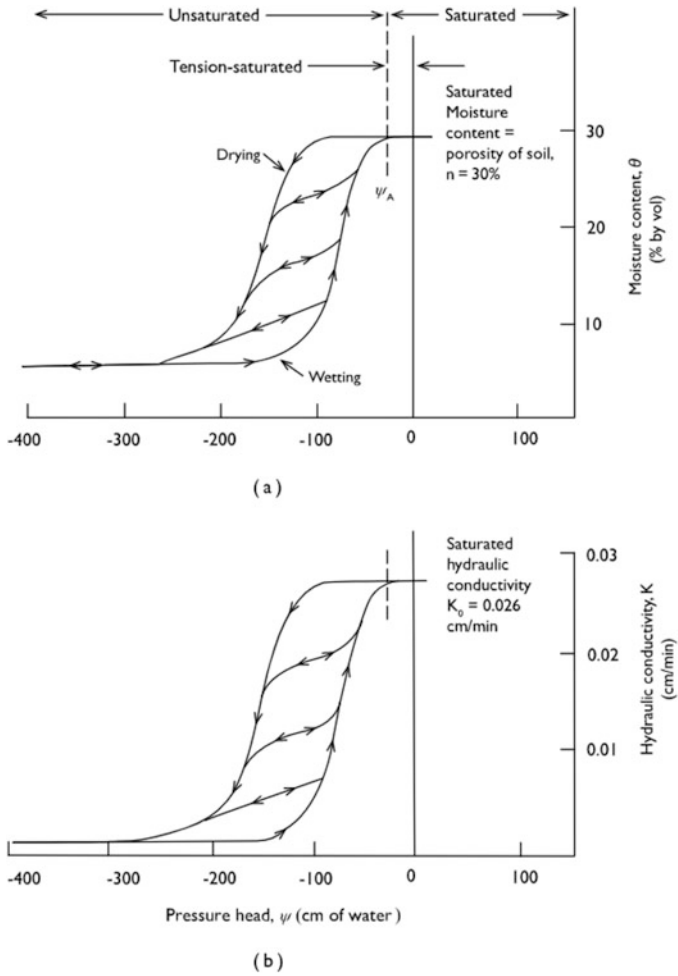 Unsaturated Saturated
Tension-saturated
Saturated
Moisture
content =
porosity of soil,
n = 30%
Drying
ψA
Wetting
30
20
10
Moisture content, θ
(% by vol)
-400 -300 -200 -100 0 100
(a)
Saturated
hydraulic
conductivity
K₀ = 0.026
cm/min
0.03
0.02
0.01
Hydraulic conductivity, K
(cm/min)
-400 -300 -200 -100 0 100
Pressure head, ψ (cm of water)
(b)